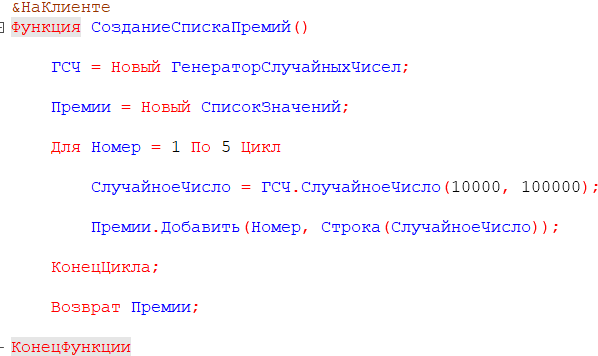 &НаКлиенте
Функция СозданиеСпискаПремий()
ГСЧ = Новый ГенераторСлучайныхЧисел;
Премии = Новый СписокЗначений;
Для Номер = 1 По 5 Цикл
СлучайноеЧисло = ГСЧ.СлучайноеЧисло(10000, 100000);
Премии.Добавить(Номер, Строка(СлучайноеЧисло));
КонецЦикла;
Возврат Премии;
КонецФункции